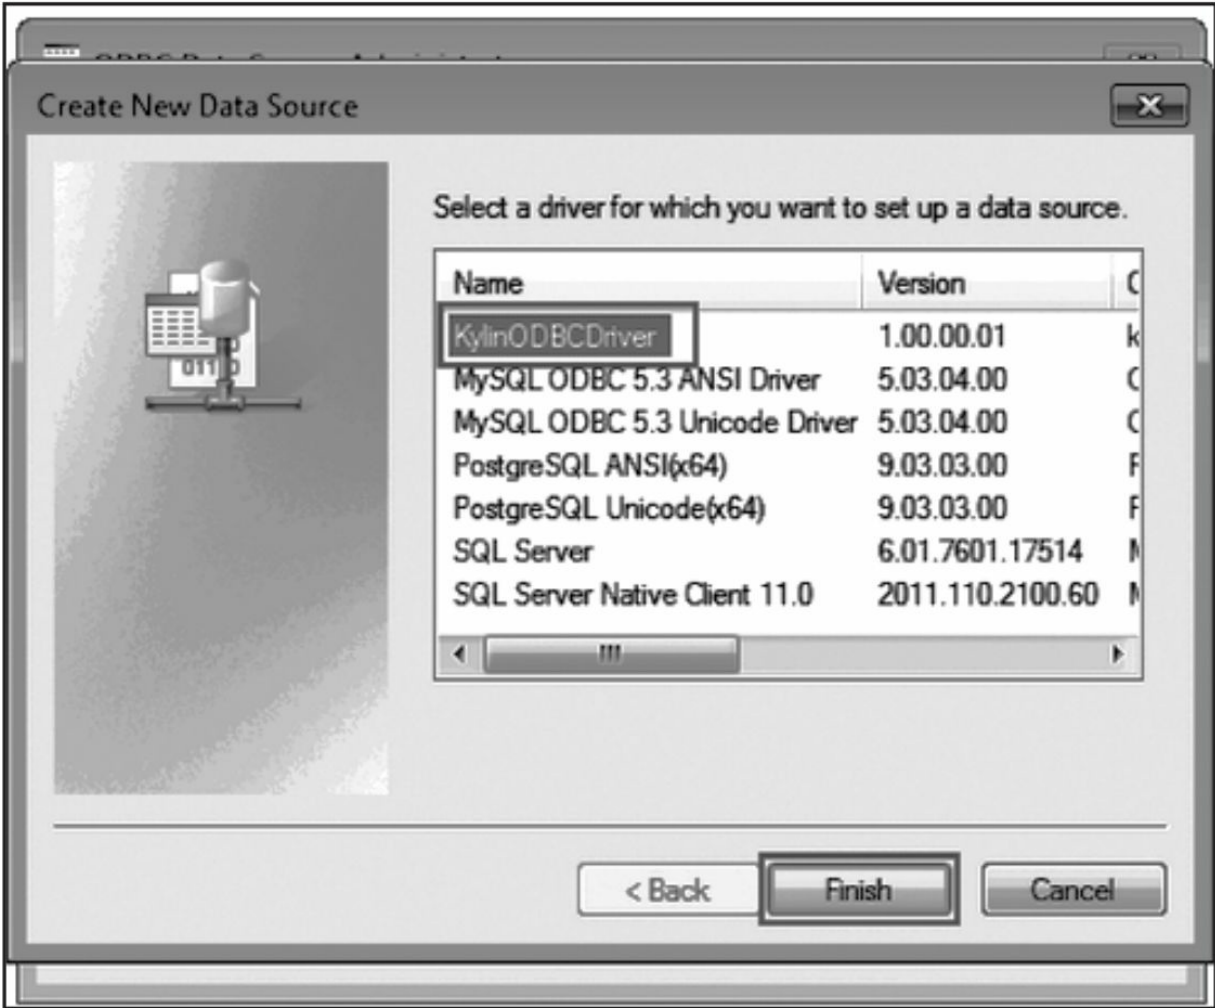 Create New Data Source
Select a driver for which you want to set up a data source.
Name Version
KylinODBCDriver 1.00.00.01
MySQL ODBC 5.3 ANSI Driver 5.03.04.00
MySQL ODBC 5.3 Unicode Driver 5.03.04.00
PostgreSQL ANSI(x64) 9.03.03.00
PostgreSQL Unicode(x64) 9.03.03.00
SQL Server 6.01.7601.17514
SQL Server Native Client 11.0 2011.110.2100.60
< Back Finish Cancel